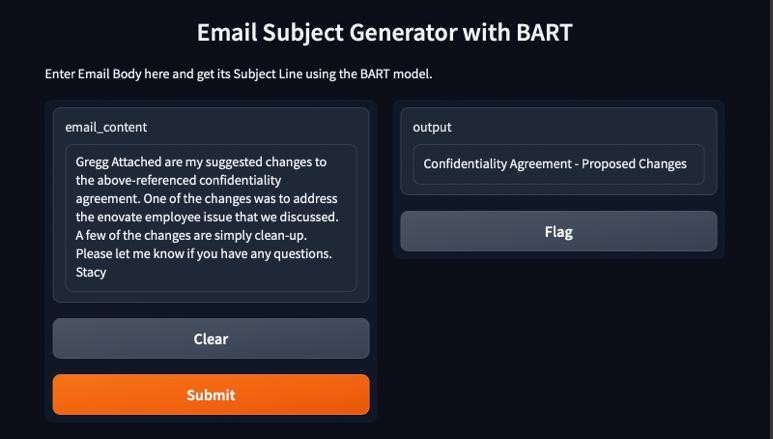 Email Subject Generator with BART
Enter Email Body here and get its Subject Line using the BART model.
email_content
Gregg Attached are my suggested changes to
the above-referenced confidentiality
agreement. One of the changes was to address
the enovate employee issue that we discussed.
A few of the changes are simply clean-up.
Please let me know if you have any questions.
Stacy
Clear
Submit
output
Confidentiality Agreement - Proposed Changes
Flag